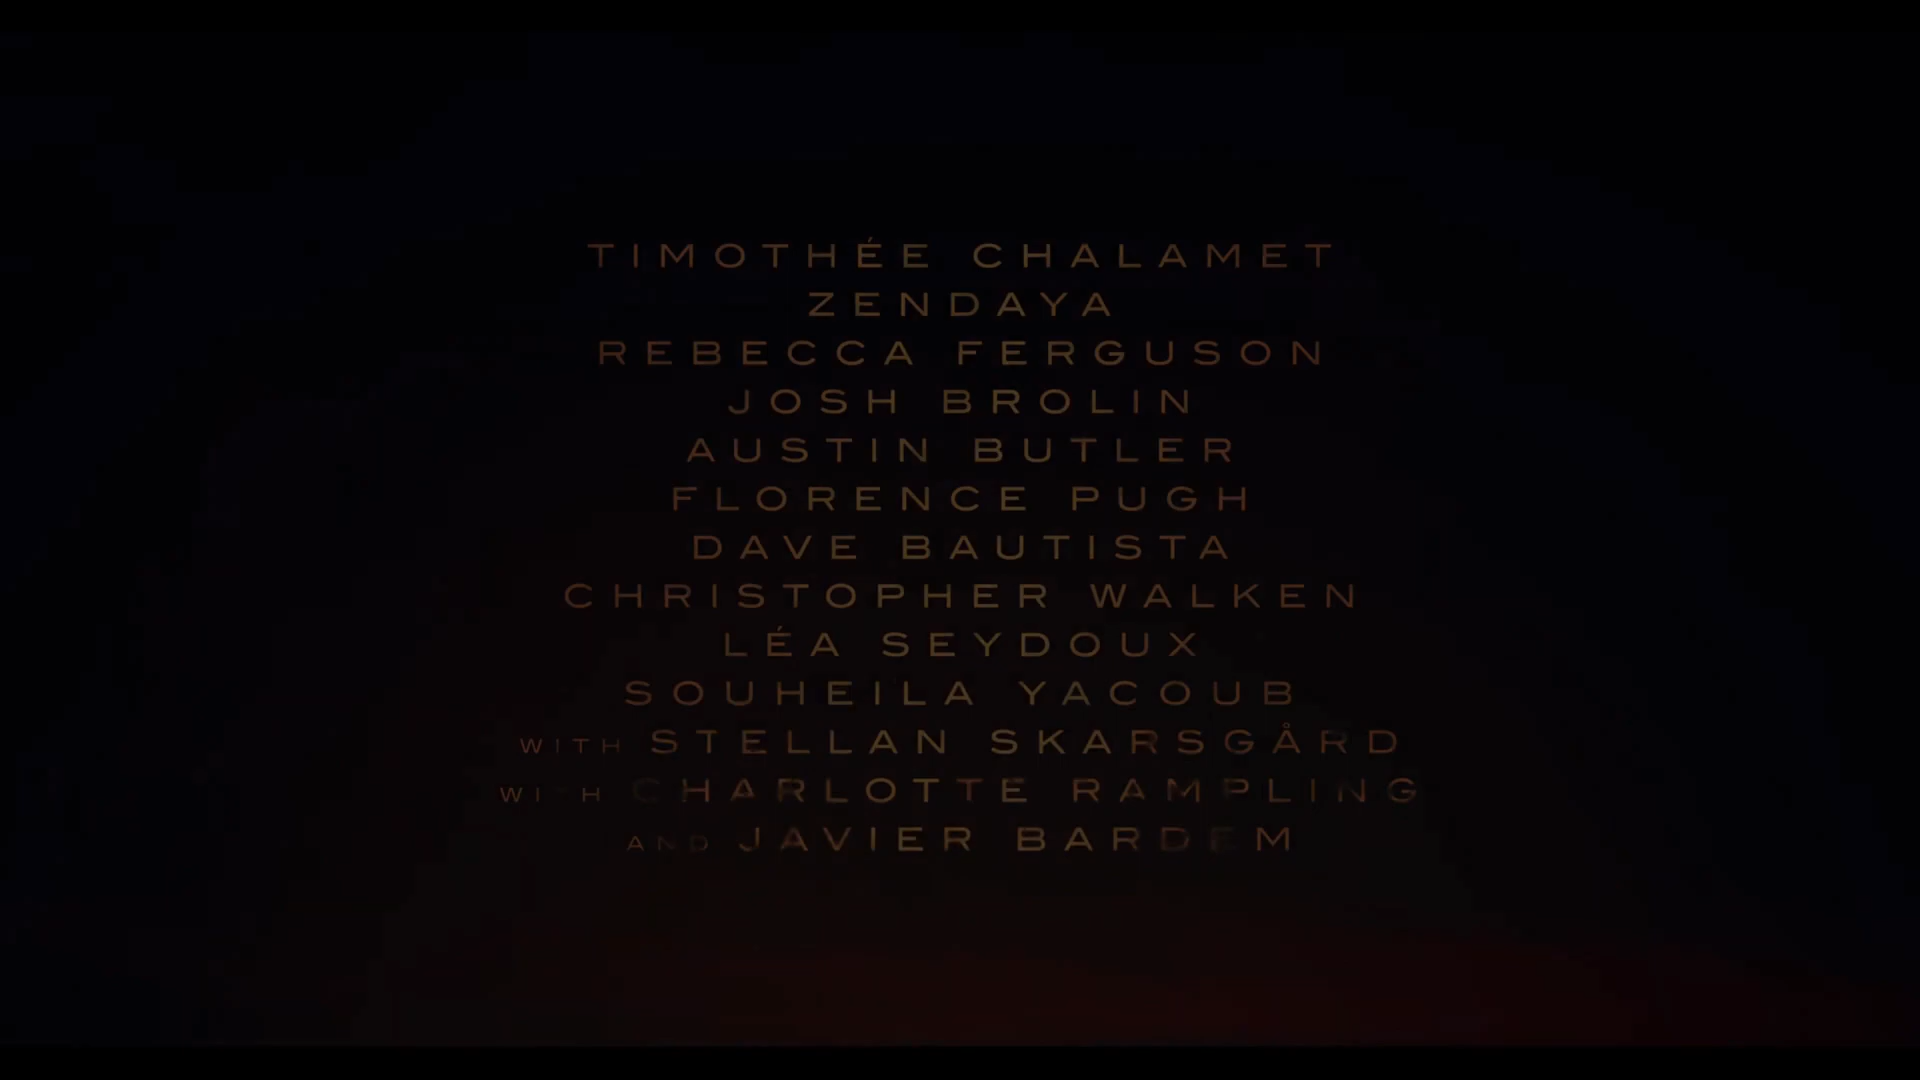 TIMOTHÉE CHALAMET
ZENDAYA
REBECCA FERGUSON
JOSH BROLIN
AUSTIN BUTLER
FLORENCE PUGH
DAVE BAUTISTA
CHRISTOPHER WALKEN
LÉA SEYDOUX
SOUHEILA YACOUB
WITH STELLAN SKARSGÅRD
WITH CHARLOTTE RAMPLING
AND JAVIER BARDEM